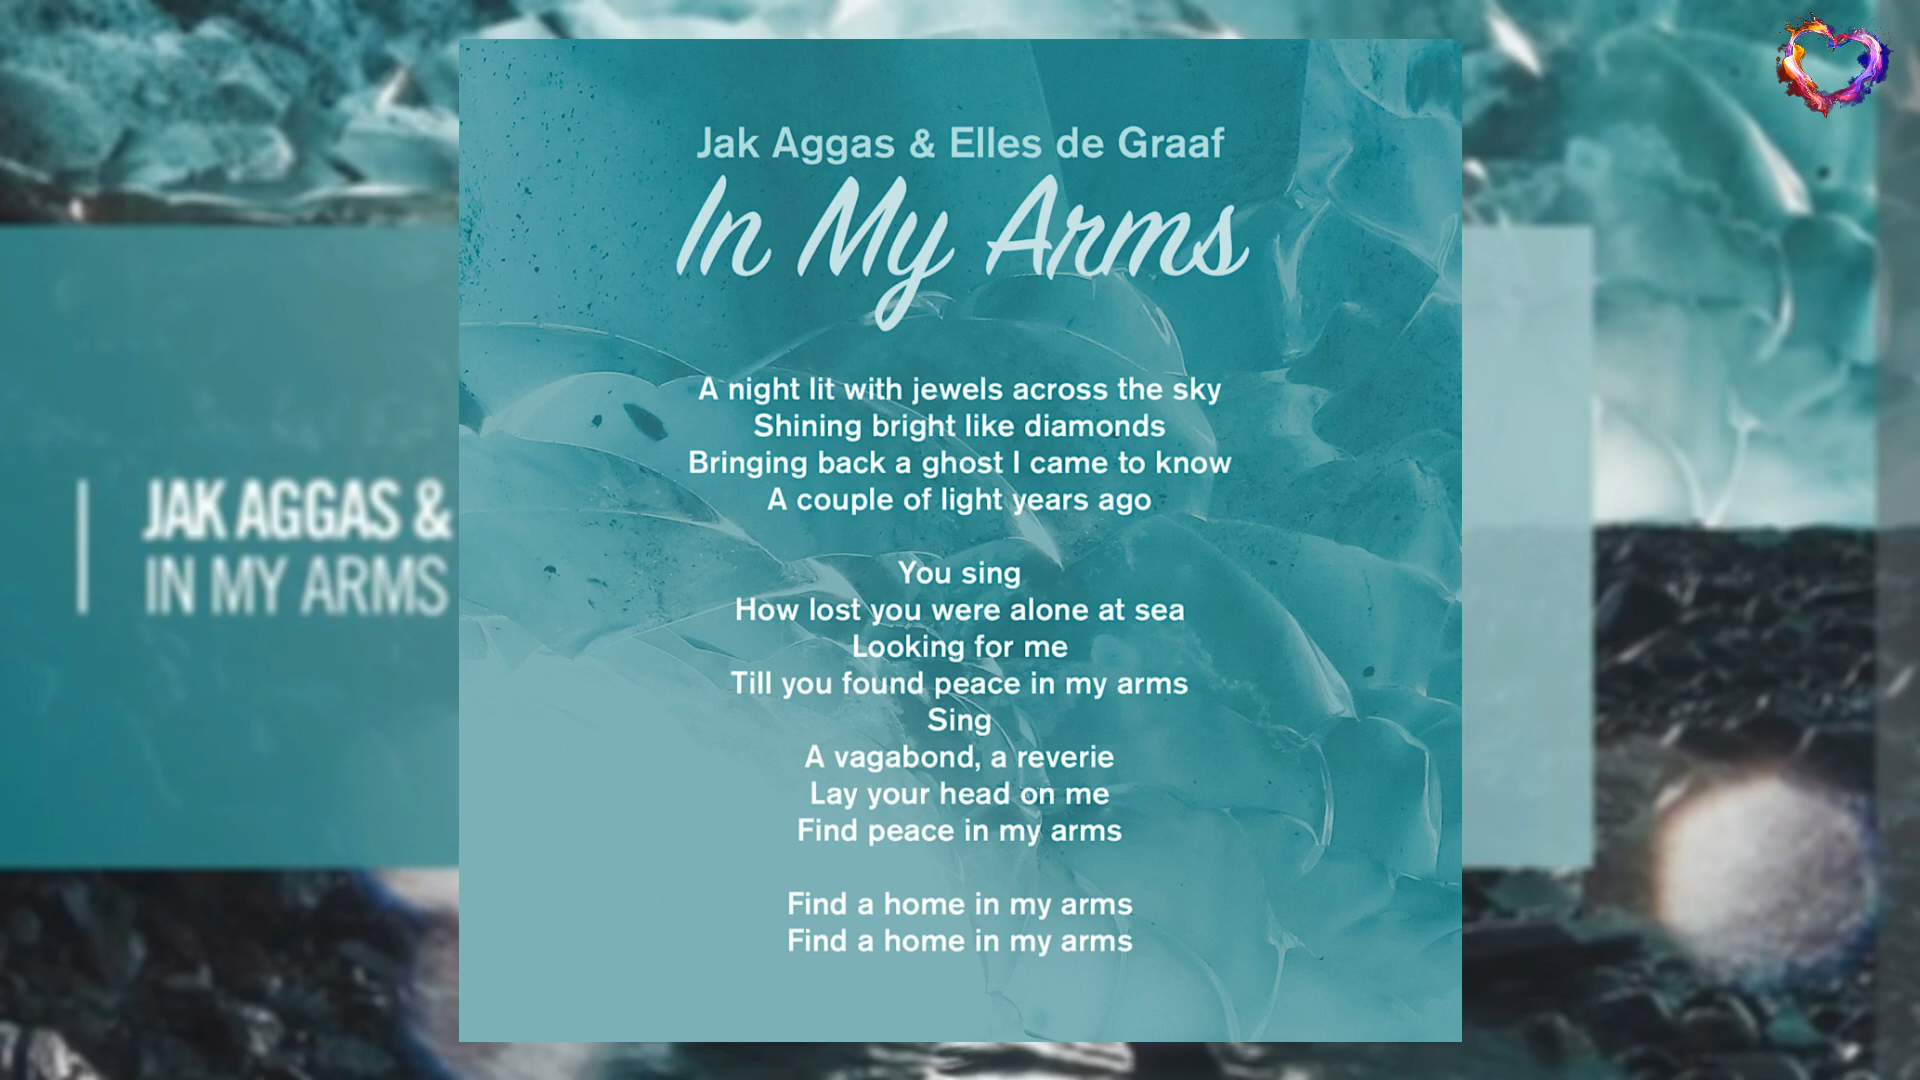 Jak Aggas & Elles de Graaf
In My Arms
A night lit with jewels across the sky
Shining bright like diamonds
Bringing back a ghost I came to know
A couple of light years ago
You sing
How lost you were alone at sea
Looking for me
Till you found peace in my arms
Sing
A vagabond, a reverie
Lay your head on me
Find peace in my arms
Find a home in my arms
Find a home in my arms
JAK AGGAS &
IN MY ARMS